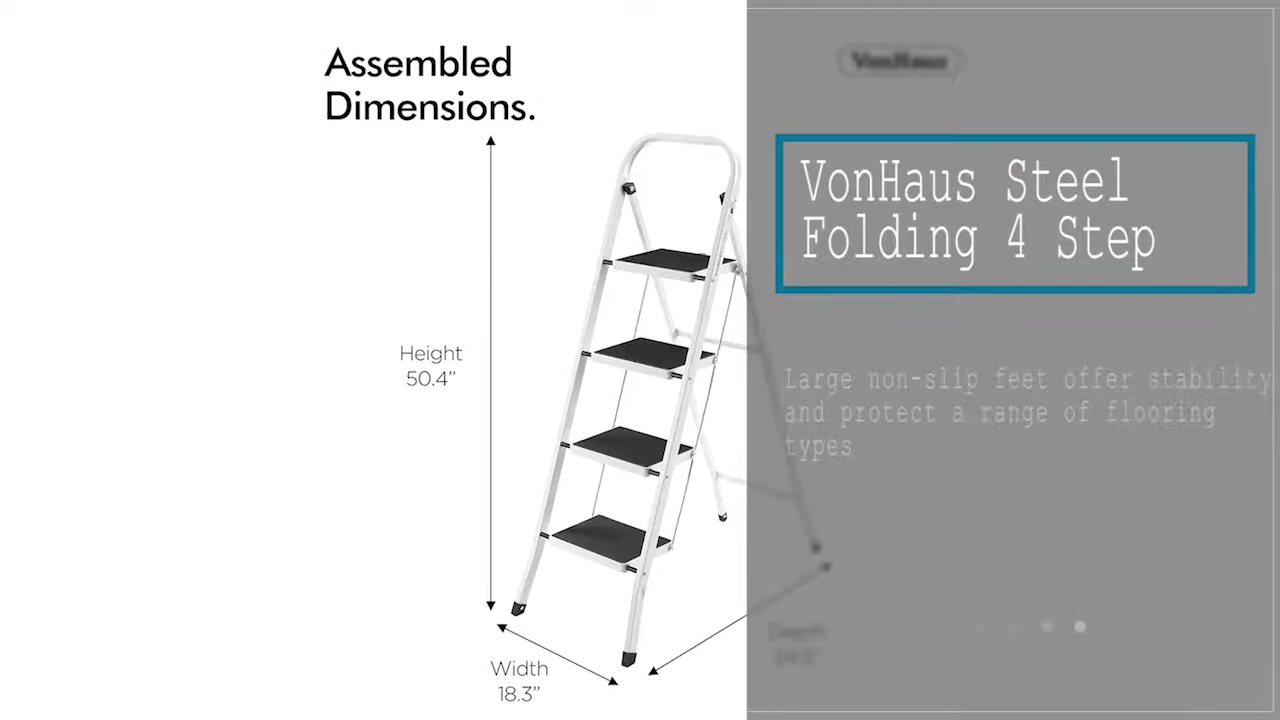 Assembled
Dimensions.
Height
50.4”
Width
18.3”
VonHaus
VonHaus Steel
Folding 4 Step
Large non-slip feet offer stability
and protect a range of flooring
types
Depth